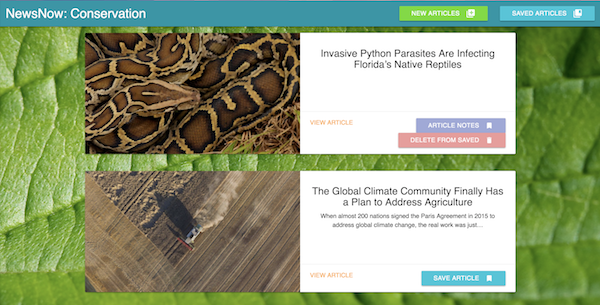 NewsNow: Conservation
NEW ARTICLES
SAVED ARTICLES
Invasive Python Parasites Are Infecting
Florida's Native Reptiles
VIEW ARTICLE
ARTICLE NOTES
DELETE FROM SAVED
The Global Climate Community Finally Has
a Plan to Address Agriculture
When almost 200 nations signed the Paris Agreement in 2015 to
address global climate change, the real work was just...
VIEW ARTICLE
SAVE ARTICLE